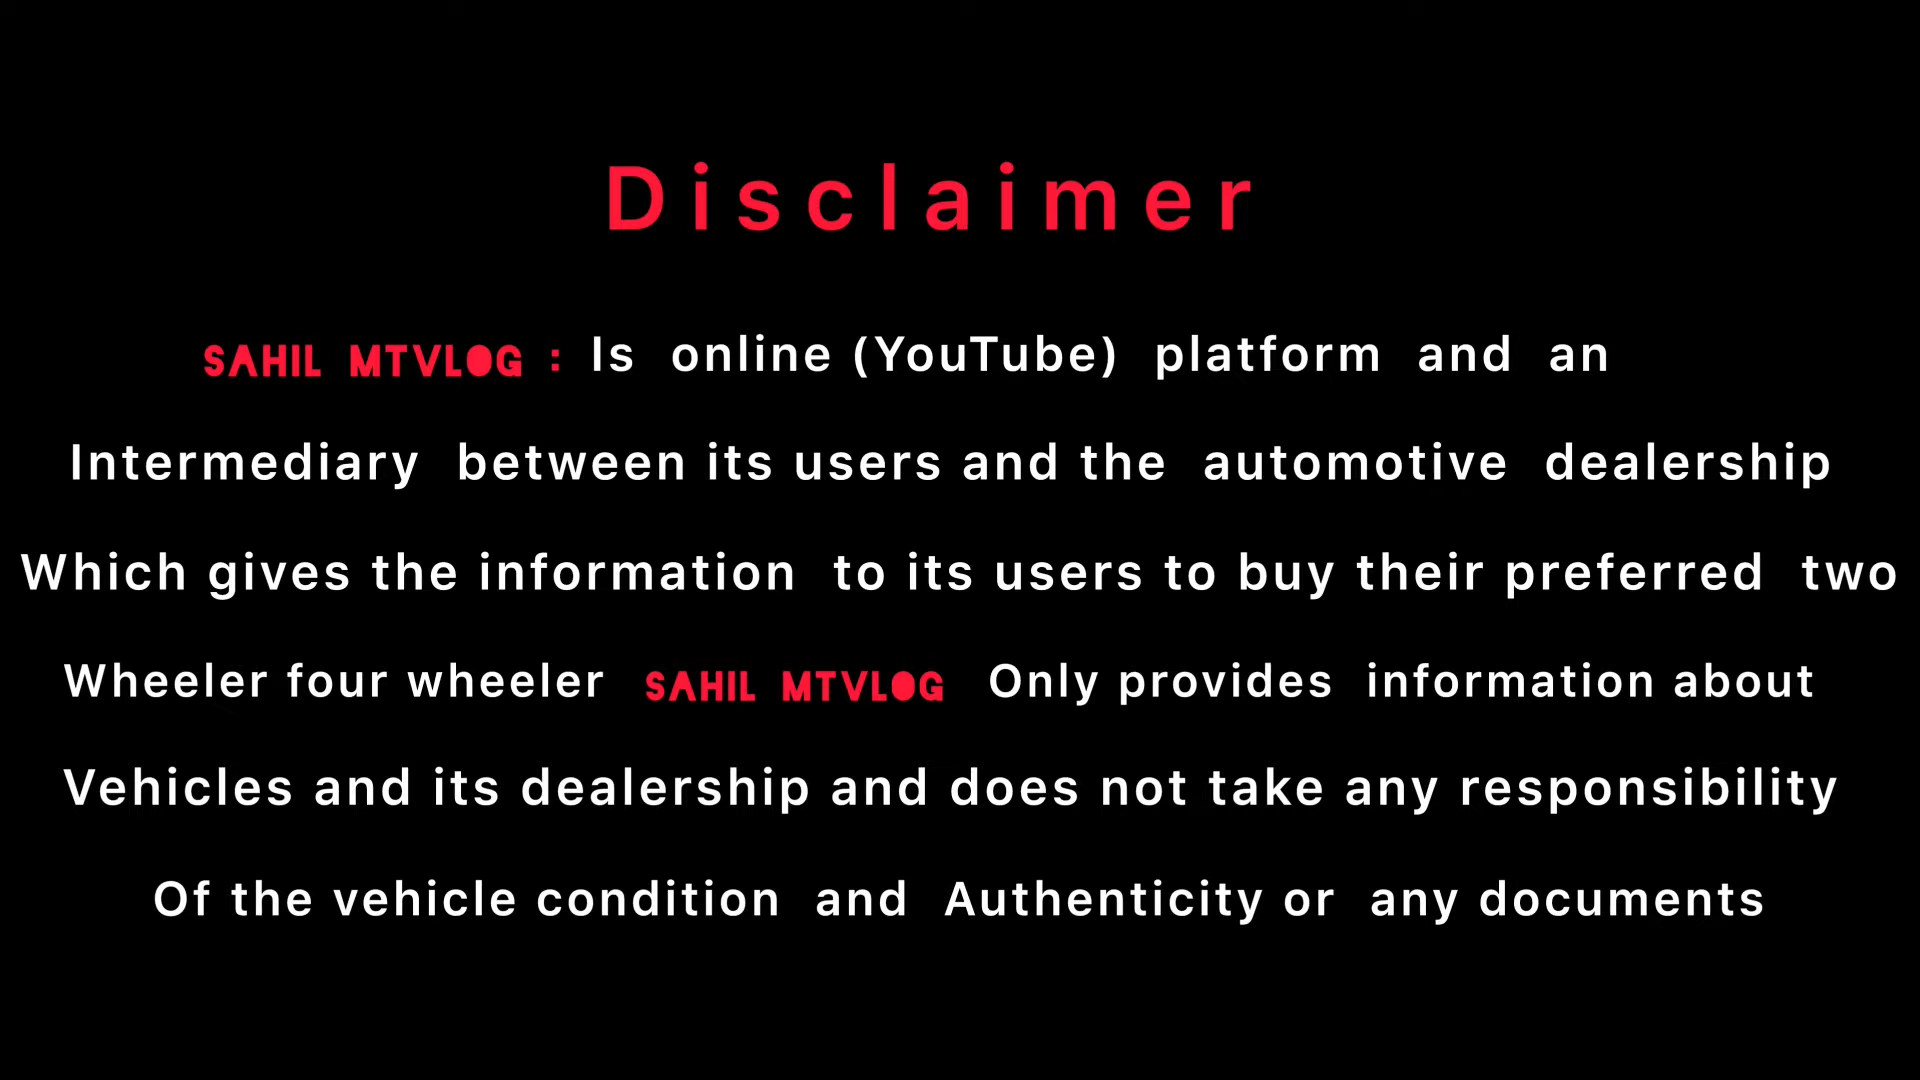 Disclaimer
SAHIL MTVLOG : Is online (YouTube) platform and an
Intermediary between its users and the automotive dealership
Which gives the information to its users to buy their preferred two
Wheeler four wheeler SAHIL MTVLOG Only provides information about
Vehicles and its dealership and does not take any responsibility
Of the vehicle condition and Authenticity or any documents